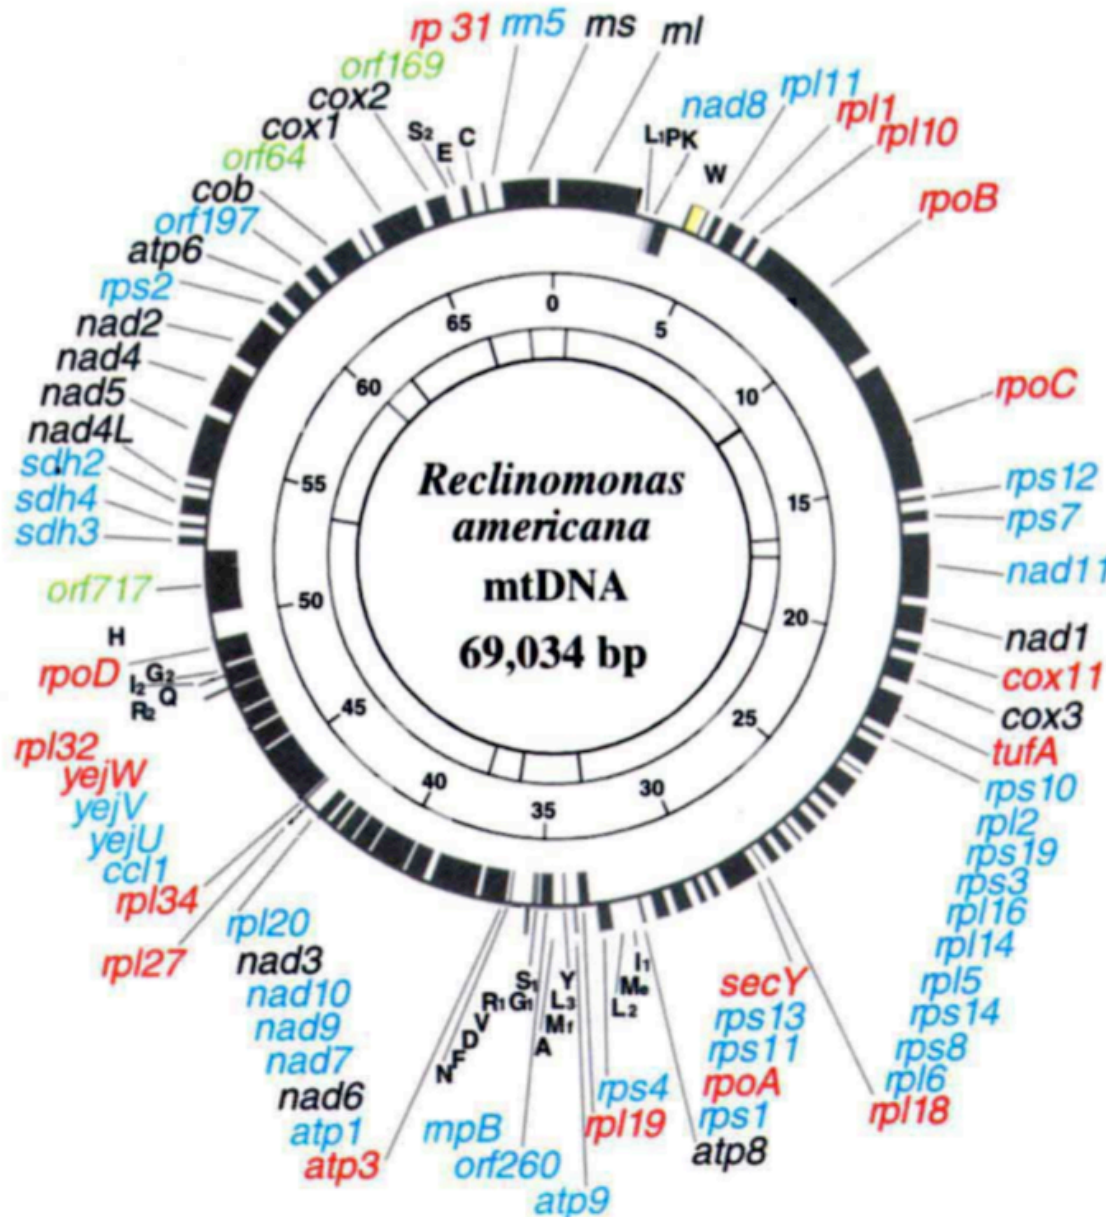 rp 31
rrn5
rns
rnl
orf169
cox2
cox1
orf64
cob
orf197
atp6
rps2
nad2
nad4
nad5
nad4L
sdh2
sdh4
sdh3
orf717
H
rpoD
G2
I2
Q
R2
rpl32
yejW
yejV
yejU
ccl1
rpl34
rpl27
rpl20
nad3
nad10
nad9
nad7
nad6
atp1
atp3
S2
E
C
L1PK
W
nad8
rpl11
rpl1
rpl10
rpoB
rpoC
rps12
rps7
nad11
nad1
cox11
cox3
tufA
rps10
rpl2
rps19
rps3
rpl16
rpl14
rpl5
rps14
rps8
rpl6
rpl18
secY
rps13
rps11
rpoA
rps1
atp8
I1
Me
L2
rps4
rpl19
Y
L3
Mf
A
S1
R1G1
V
D
F
N
rnpB
orf260
atp9
0
5
10
15
20
25
30
35
40
45
50
55
60
65
Reclinomonas
americana
mtDNA
69,034 bp